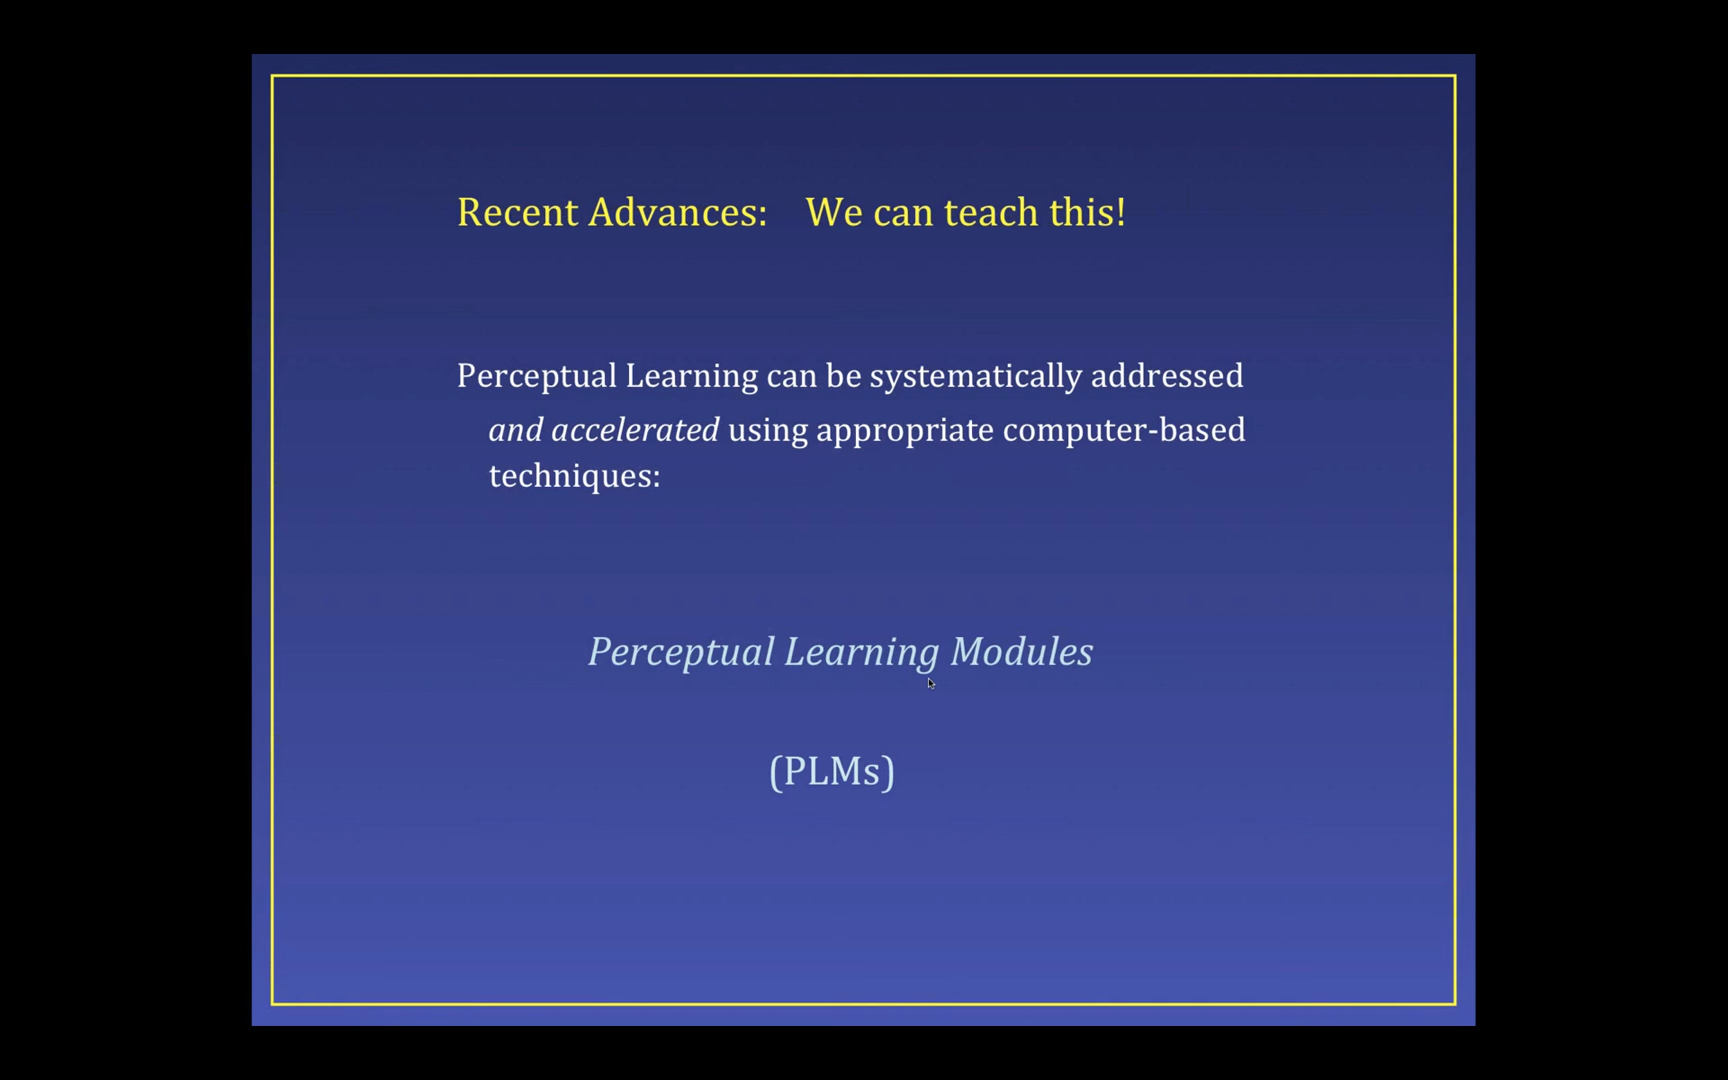 Recent Advances: We can teach this!
Perceptual Learning can be systematically addressed
and accelerated using appropriate computer-based
techniques:
Perceptual Learning Modules
(PLMs)